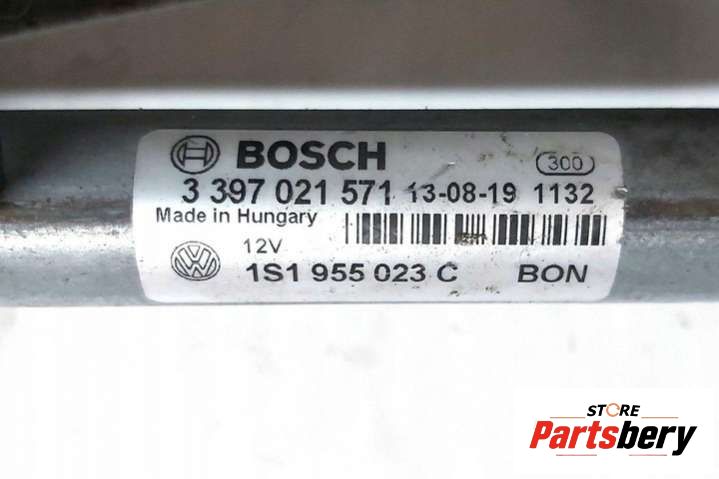 BOSCH 300
3 397 021 571 13-08-19 1132
Made in Hungary
12V
1S1 955 023 C BON
STORE
Partsbery